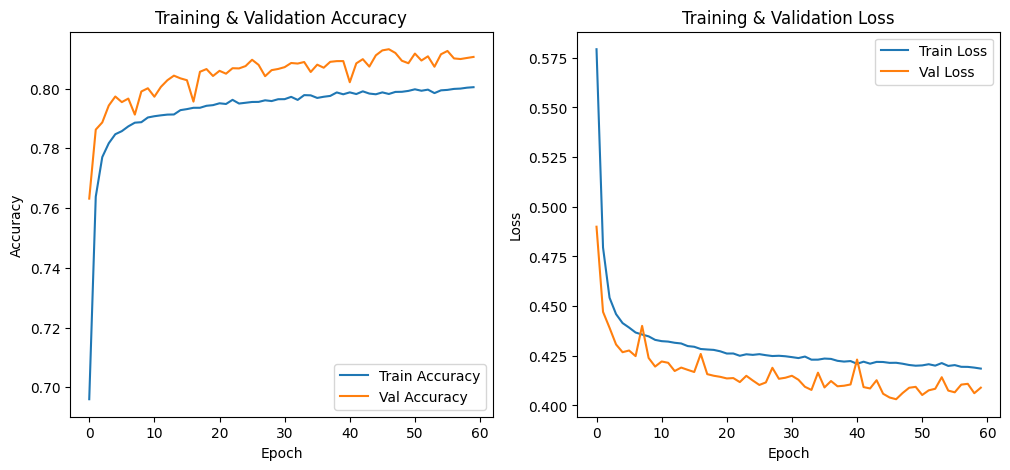 Training & Validation Accuracy
0.80
0.78
0.76
0.74
0.72
0.70
Accuracy
0
10
20
30
40
50
60
Epoch
Train Accuracy
Val Accuracy
Training & Validation Loss
0.575
0.550
0.525
0.500
0.475
0.450
0.425
0.400
Loss
0
10
20
30
40
50
60
Epoch
Train Loss
Val Loss